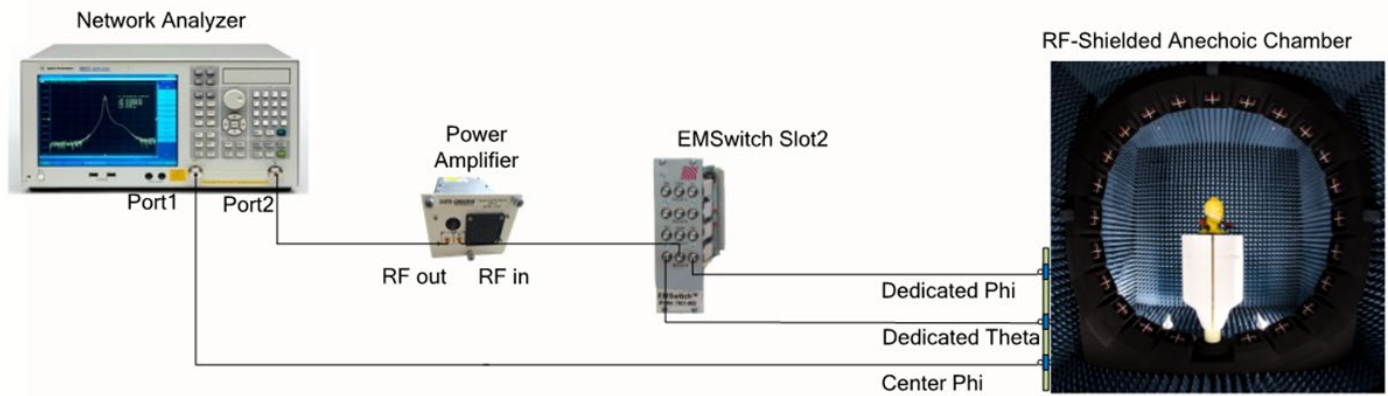 Network Analyzer
RF-Shielded Anechoic Chamber
Power
Amplifier
EMSwitch Slot2
Port1
Port2
RF out
RF in
EMSwitch™
Dedicated Phi
Dedicated Theta
Center Phi